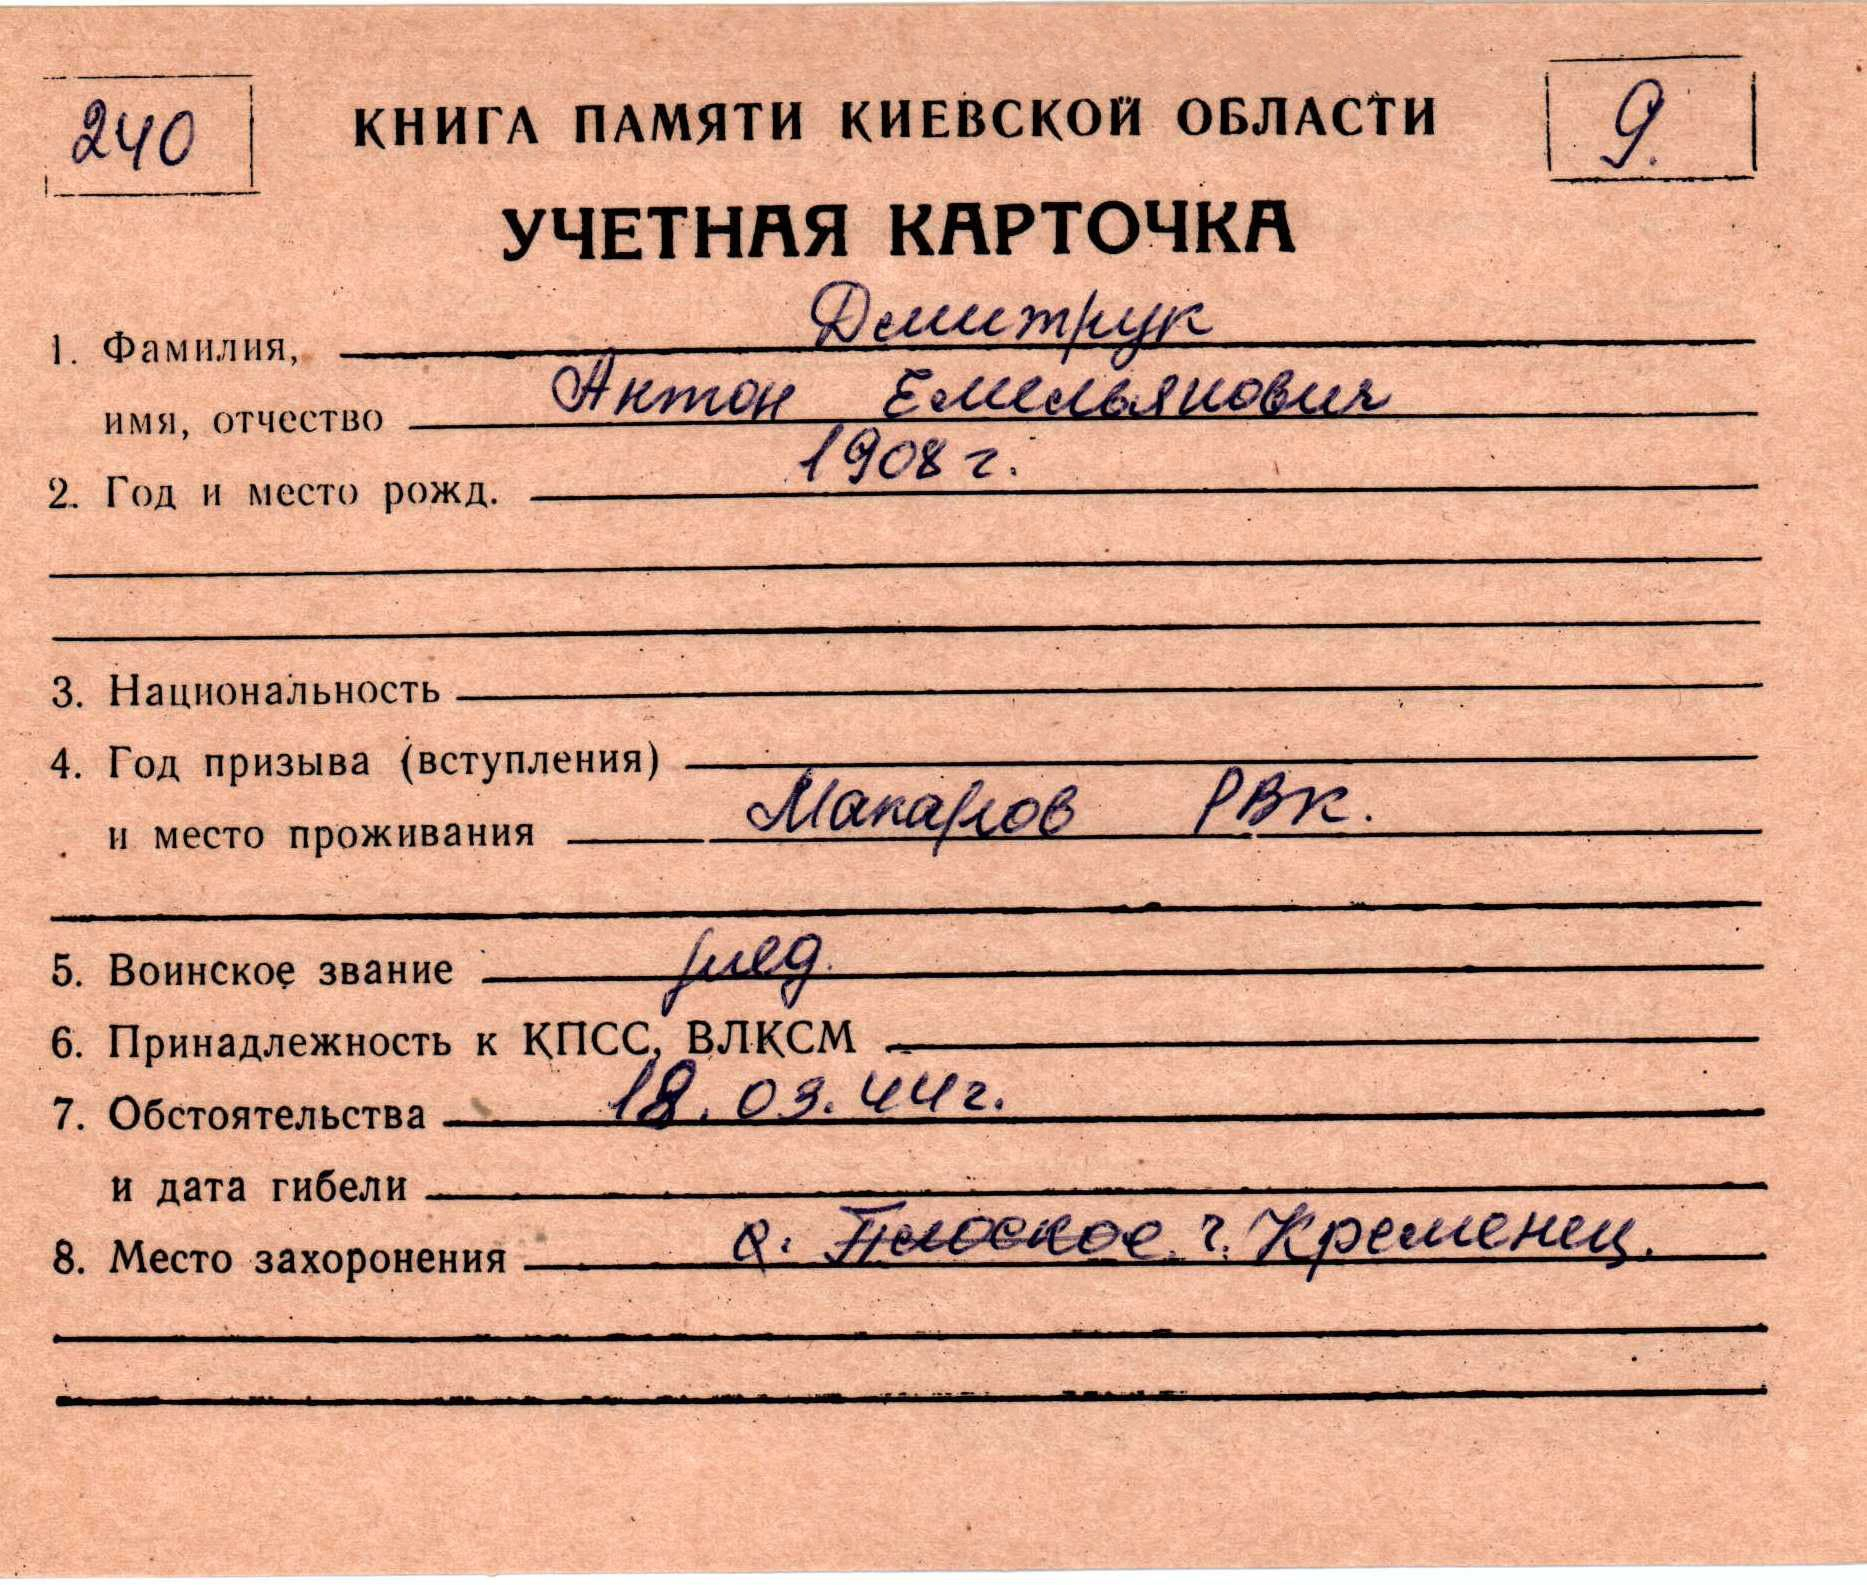 240
КНИГА ПАМЯТИ КИЕВСКОЙ ОБЛАСТИ
9.
УЧЕТНАЯ КАРТОЧКА
1. Фамилия, Дмитрук
имя, отчество Антон Емельянович
2. Год и место рожд. 1908 г.
3. Национальность
4. Год призыва (вступления)
и место проживания Макаров РВК.
5. Воинское звание ряд.
6. Принадлежность к КПСС, ВЛКСМ
7. Обстоятельства 18.03.44г.
и дата гибели
8. Место захоронения с. Плоское г. Кременец.